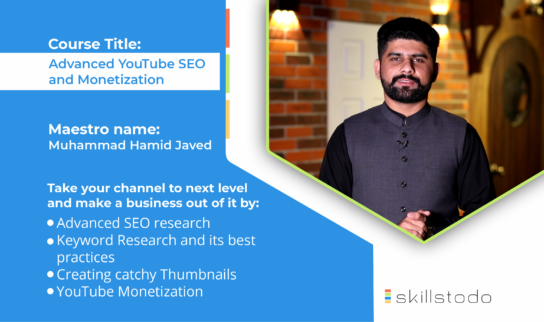 Course Title:
Advanced YouTube SEO
and Monetization
Maestro name:
Muhammad Hamid Javed
Take your channel to next level
and make a business out of it by:
Advanced SEO research
Keyword Research and its best
practices
Creating catchy Thumbnails
YouTube Monetization
skillstodo